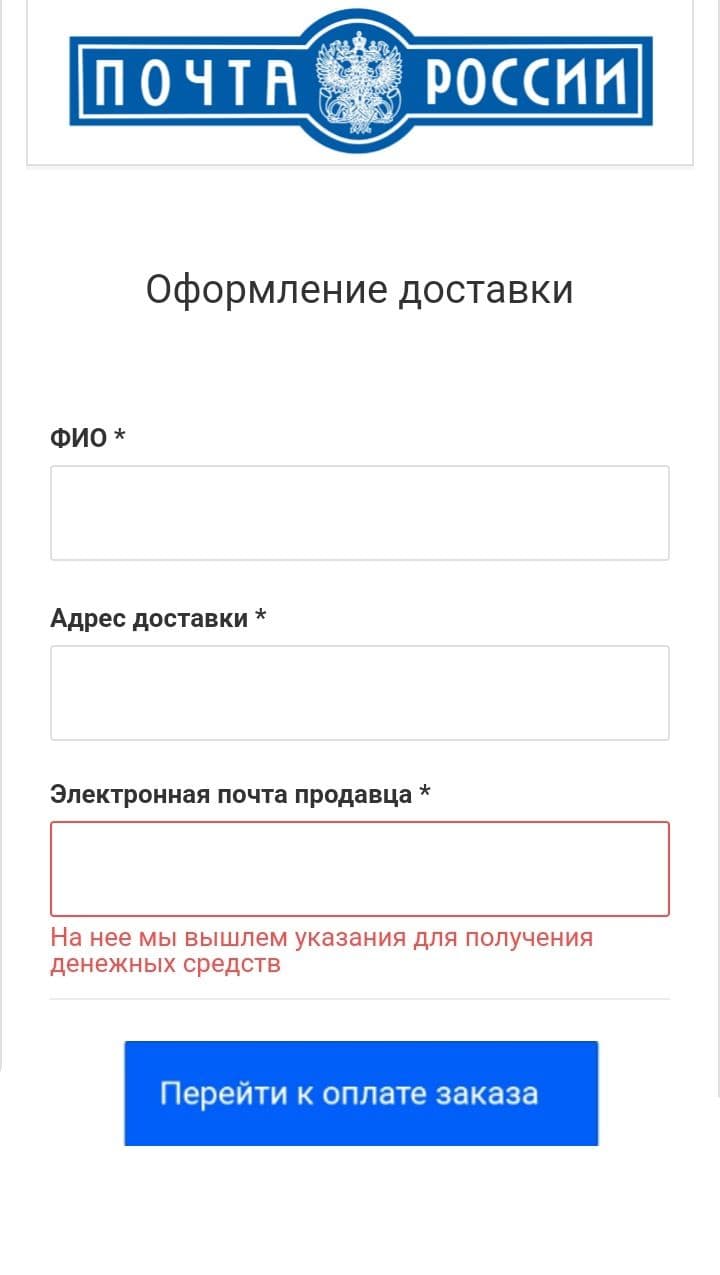 ПОЧТА РОССИИ
Оформление доставки
ФИО *
Адрес доставки *
Электронная почта продавца *
На нее мы вышлем указания для получения
денежных средств
Перейти к оплате заказа